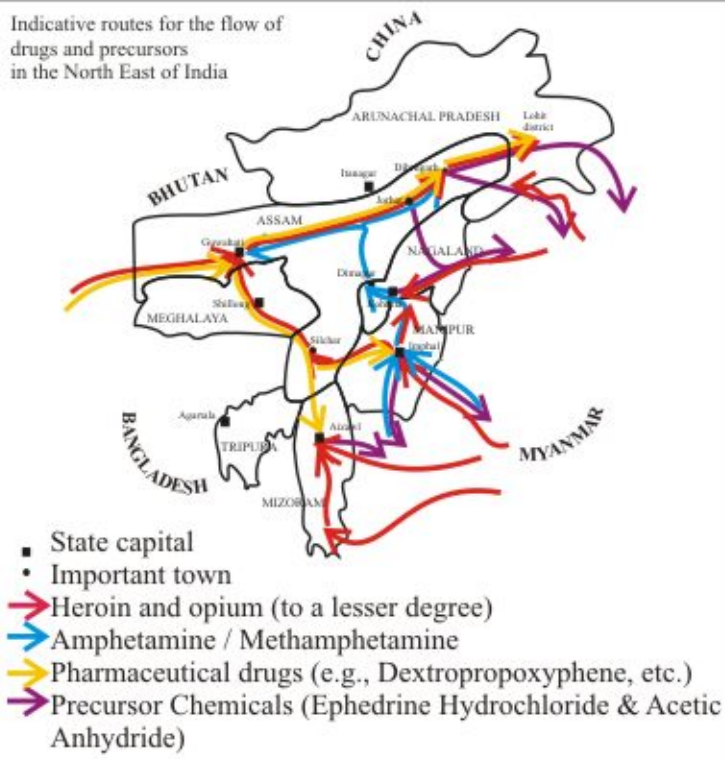 Indicative routes for the flow of
drugs and precursors
in the North East of India
CHINA
ARUNACHAL PRADESH
Lohit
district
Itanagar
Dibrugarh
BHUTAN
Jorhat
ASSAM
Guwahati
NAGALAND
Dimapur
Kohima
Shillong
MEGHALAYA
MANIPUR
Silchar
Imphal
Agartala
Aizawl
BANGLADESH
TRIPURA
MYANMAR
MIZORAM
State capital
Important town
Heroin and opium (to a lesser degree)
Amphetamine / Methamphetamine
Pharmaceutical drugs (e.g., Dextropropoxyphene, etc.)
Precursor Chemicals (Ephedrine Hydrochloride & Acetic
Anhydride)